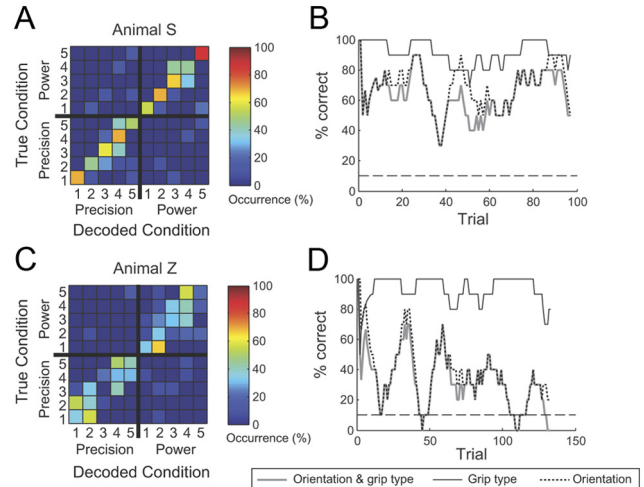 A
Animal S
True Condition
Precision Power
5
4
3
2
1
5
4
3
2
1
1 2 3 4 5 1 2 3 4 5
Precision Power
Decoded Condition
100
80
60
40
20
0
Occurrence (%)
B
% correct
100
80
60
40
20
0
0 20 40 60 80 100
Trial
C
Animal Z
True Condition
Precision Power
5
4
3
2
1
5
4
3
2
1
1 2 3 4 5 1 2 3 4 5
Precision Power
Decoded Condition
100
80
60
40
20
0
Occurrence (%)
D
% correct
100
80
60
40
20
0
0 50 100 150
Trial
Orientation & grip type Grip type Orientation